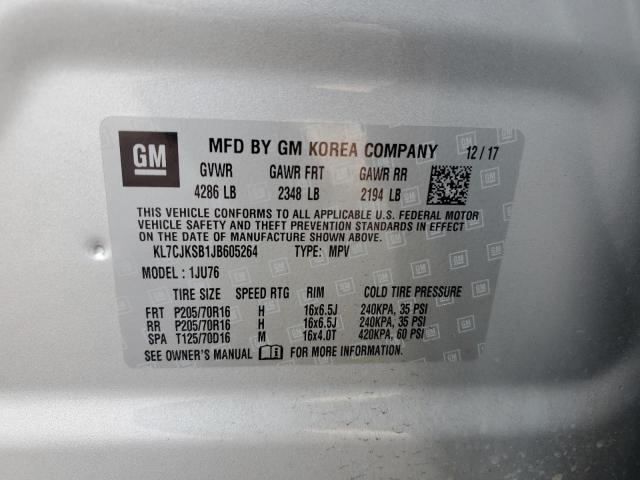 GM MFD BY GM KOREA COMPANY 12/17
GVWR GAWR FRT GAWR RR
4286 LB 2348 LB 2194 LB
THIS VEHICLE CONFORMS TO ALL APPLICABLE U.S. FEDERAL MOTOR
VEHICLE SAFETY AND THEFT PREVENTION STANDARDS IN EFFECT
ON THE DATE OF MANUFACTURE SHOWN ABOVE.
KL7CJKSB1JB605264 TYPE: MPV
MODEL: 1JU76
TIRE SIZE SPEED RTG RIM COLD TIRE PRESSURE
FRT P205/70R16 H 16x6.5J 240KPA, 35 PSI
RR P205/70R16 H 16x6.5J 240KPA, 35 PSI
SPA T125/70D16 M 16x4.0T 420KPA, 60 PSI
SEE OWNER'S MANUAL FOR MORE INFORMATION.